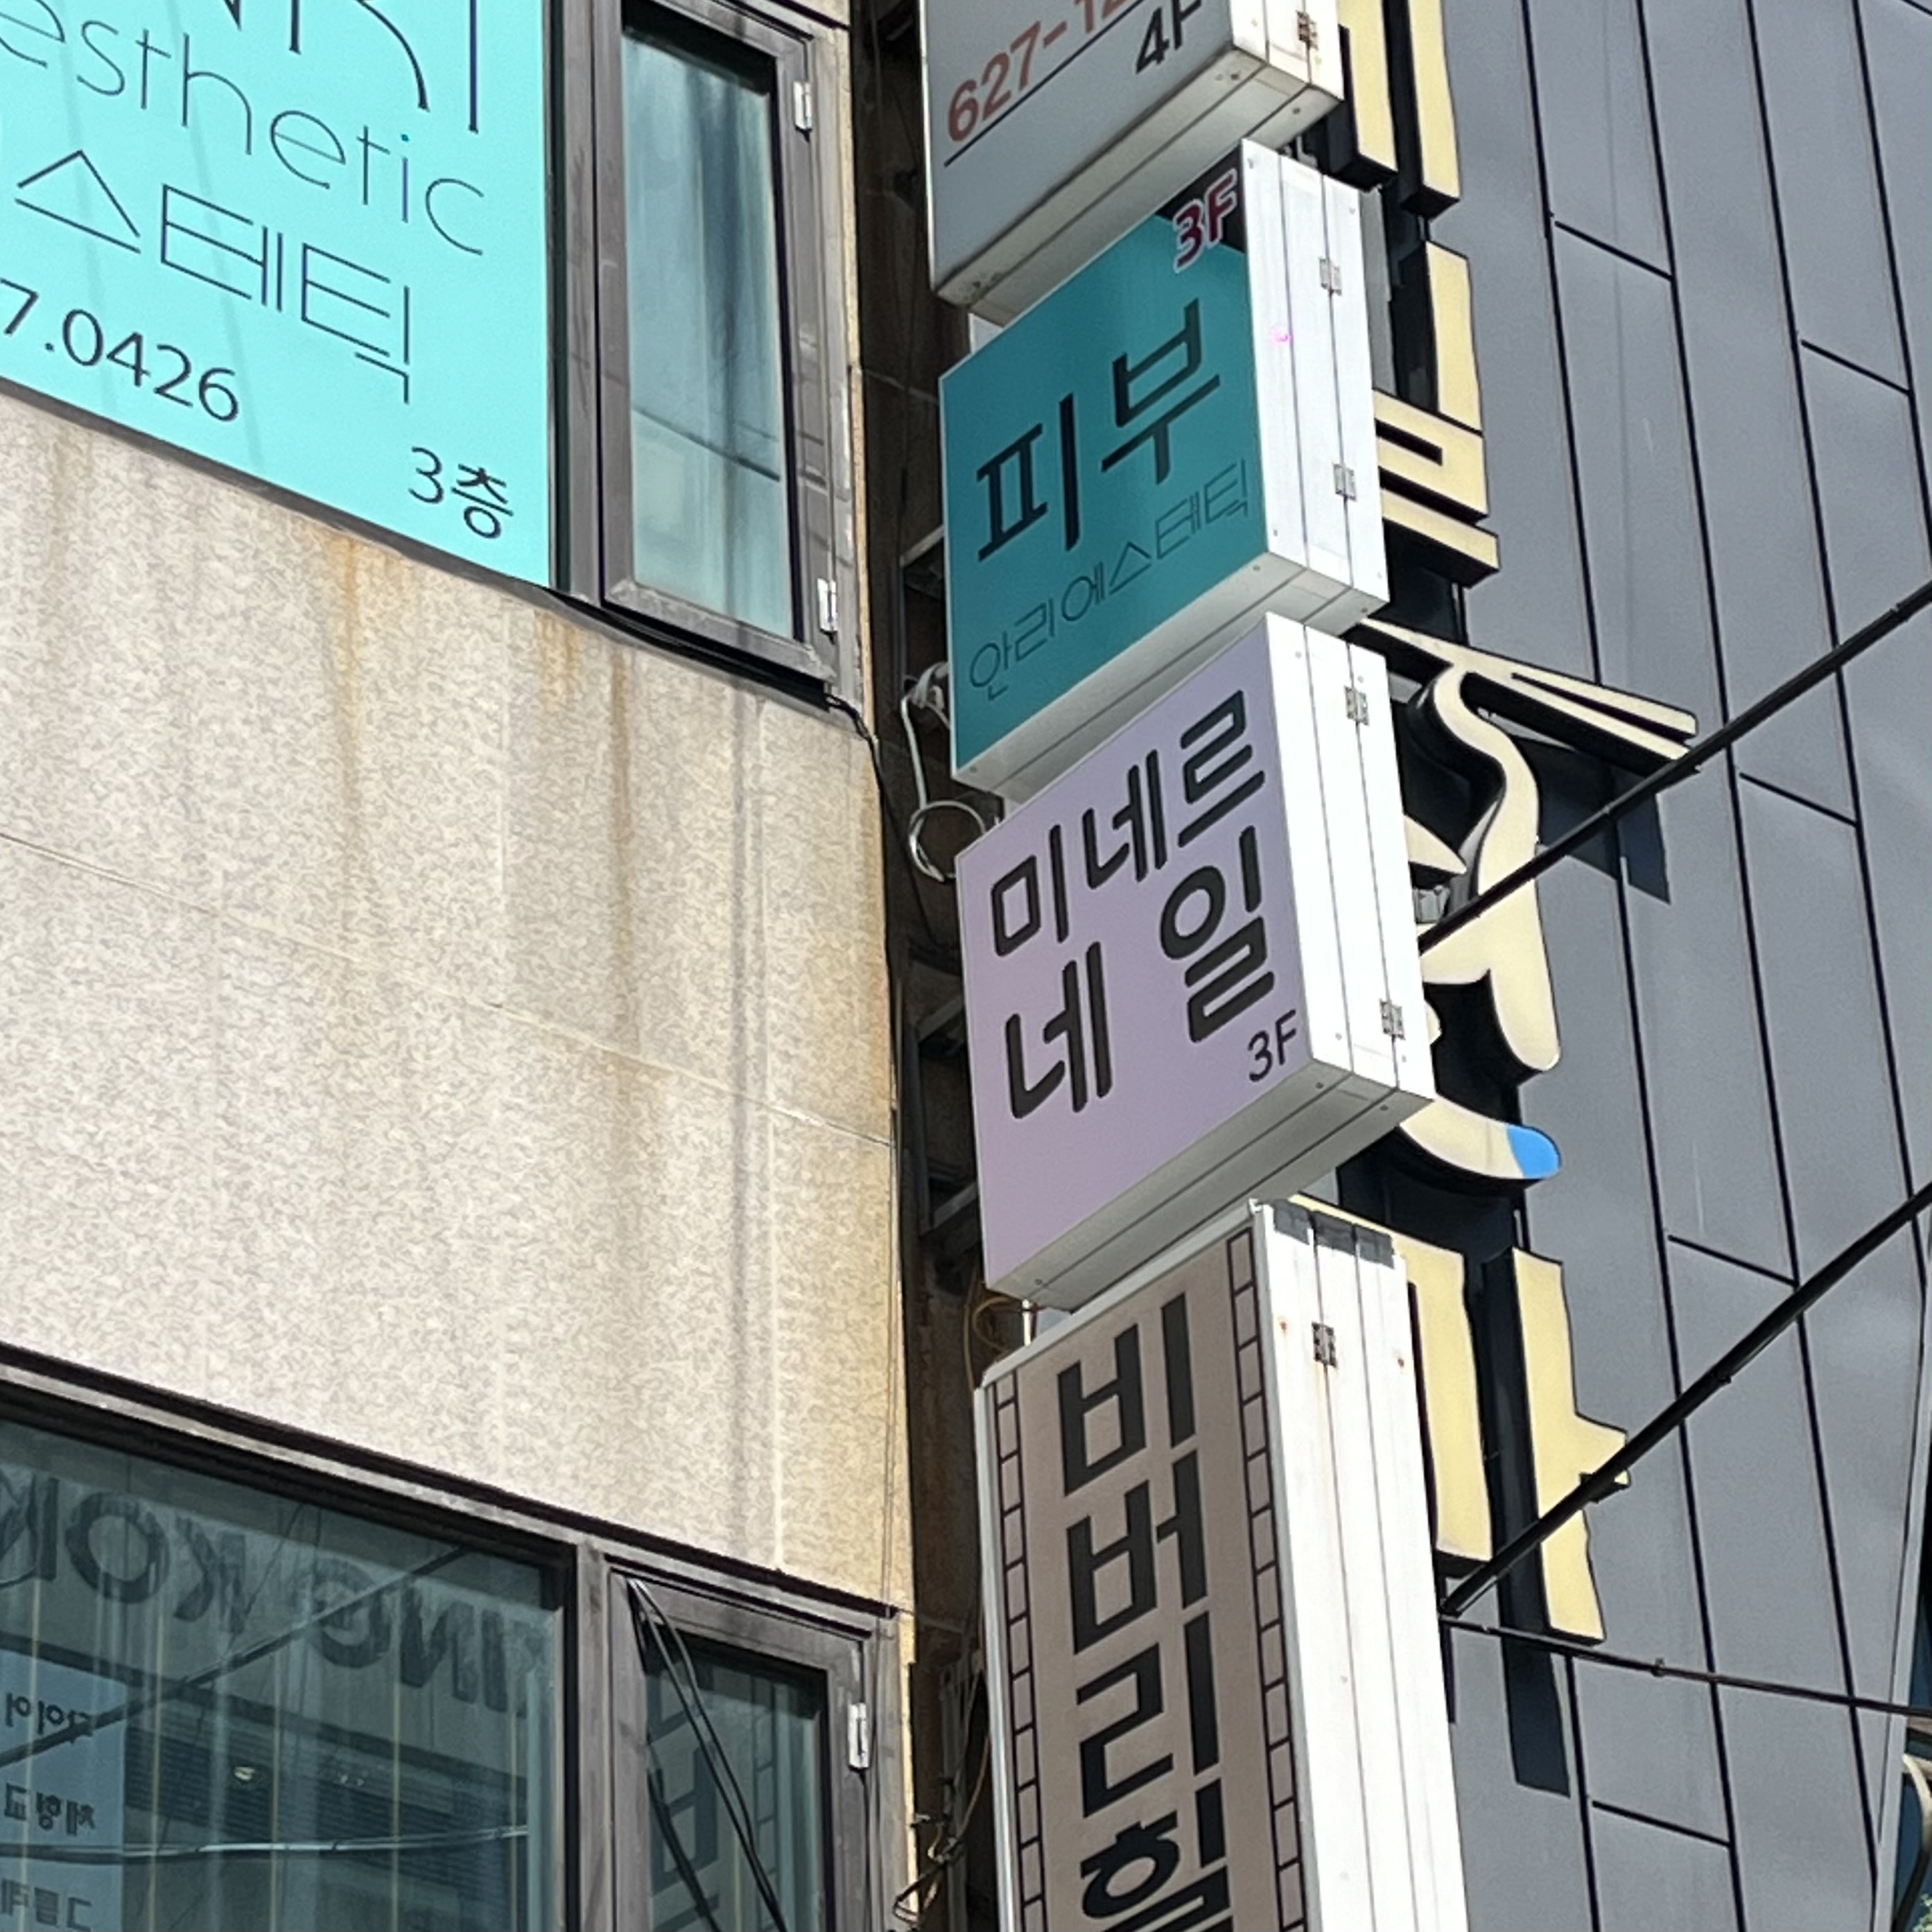 esthetic
스테틱
7.0426
3층
627-12
4F
3F
피부
안리에스테틱
미네르
네일
3F
비버리힐